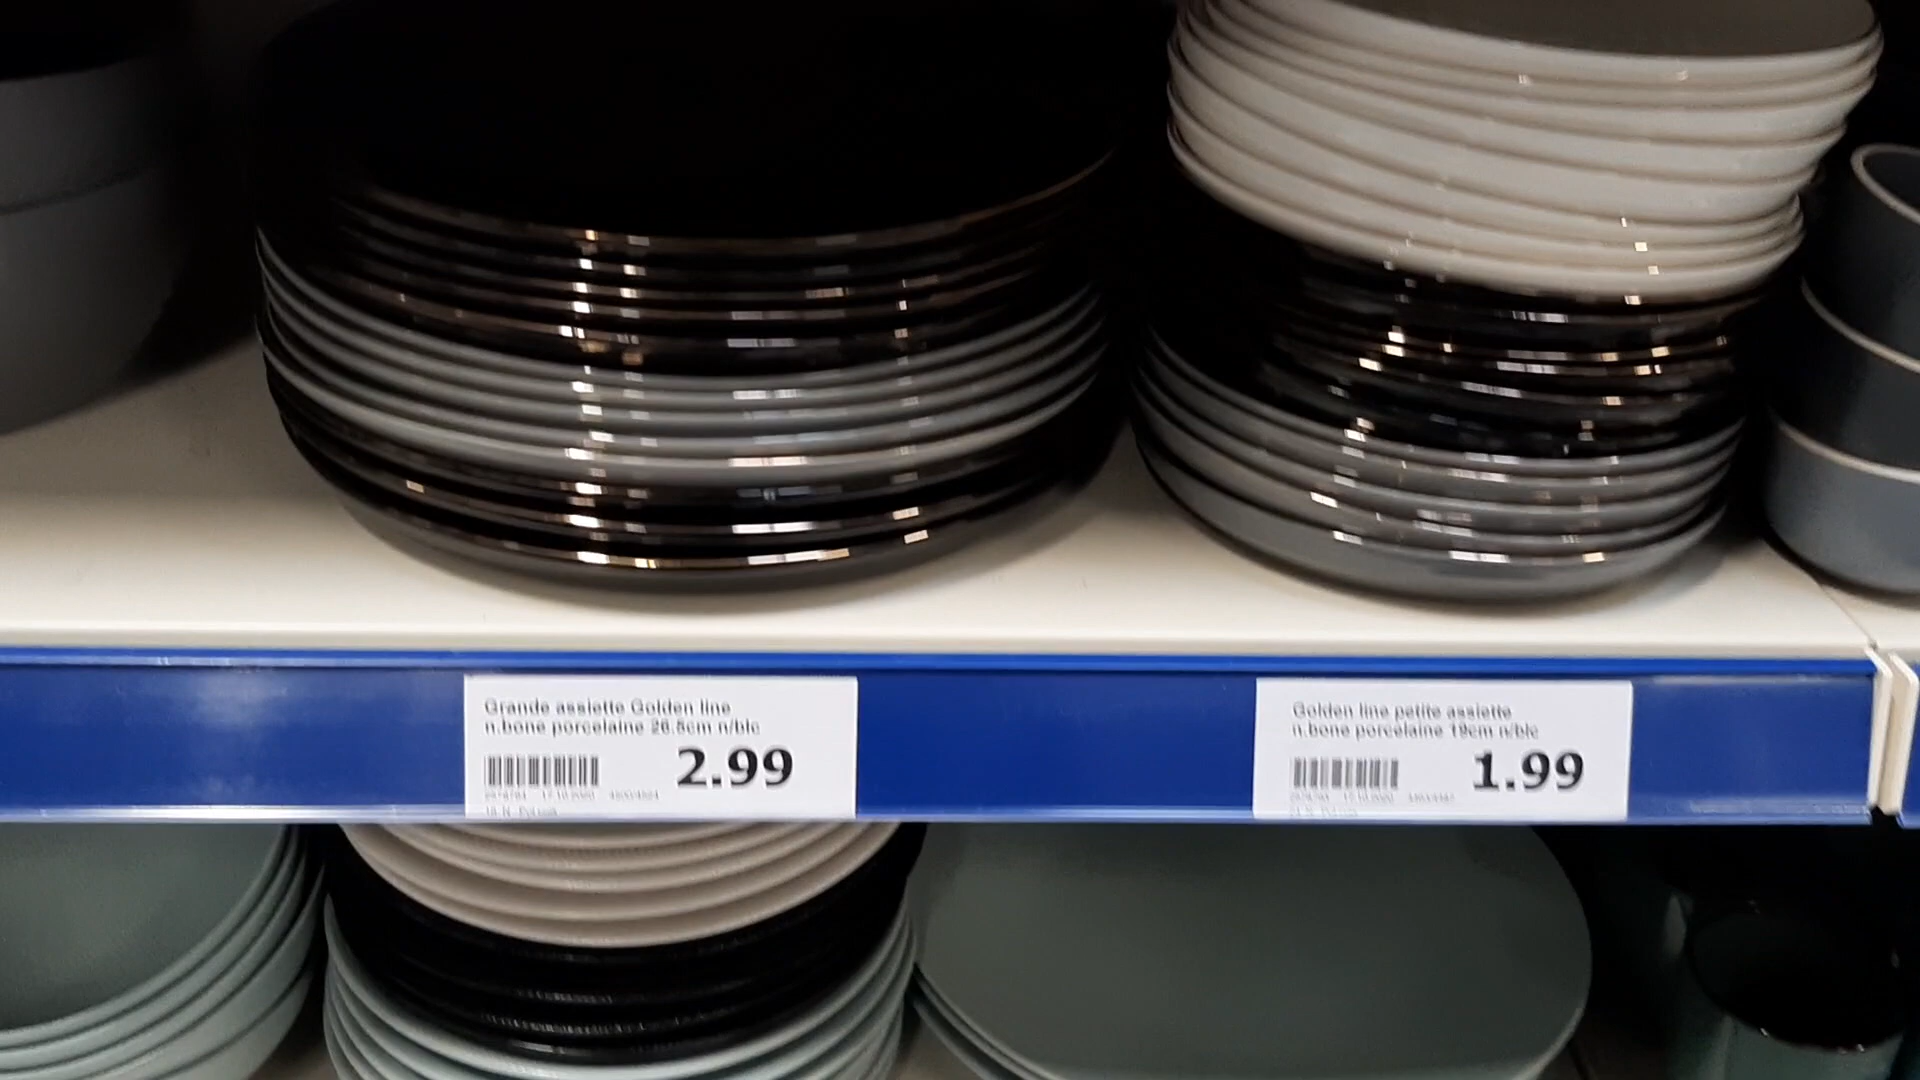 Grande assiette Golden line
n.bone porcelaine 26.5cm n/blc
2.99
Golden line petite assiette
n.bone porcelaine 19cm n/blc
1.99